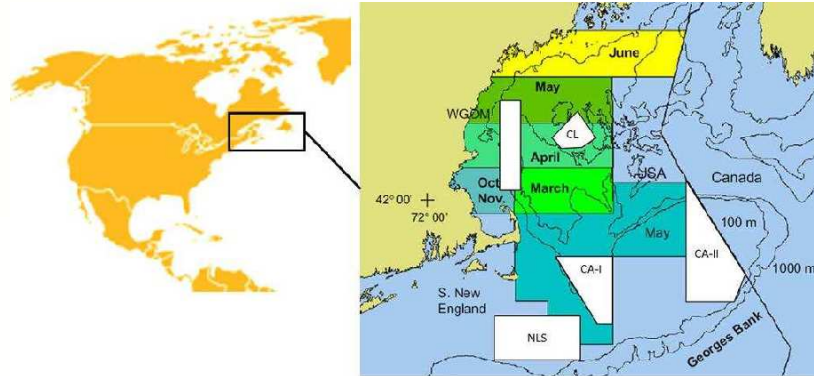 June
May
WGOM
CL
April
USA
Oct
Nov.
March
Canada
42° 00'
72° 00'
100 m
May
CA-I
CA-II
1000 m
S. New
England
NLS
Georges Bank